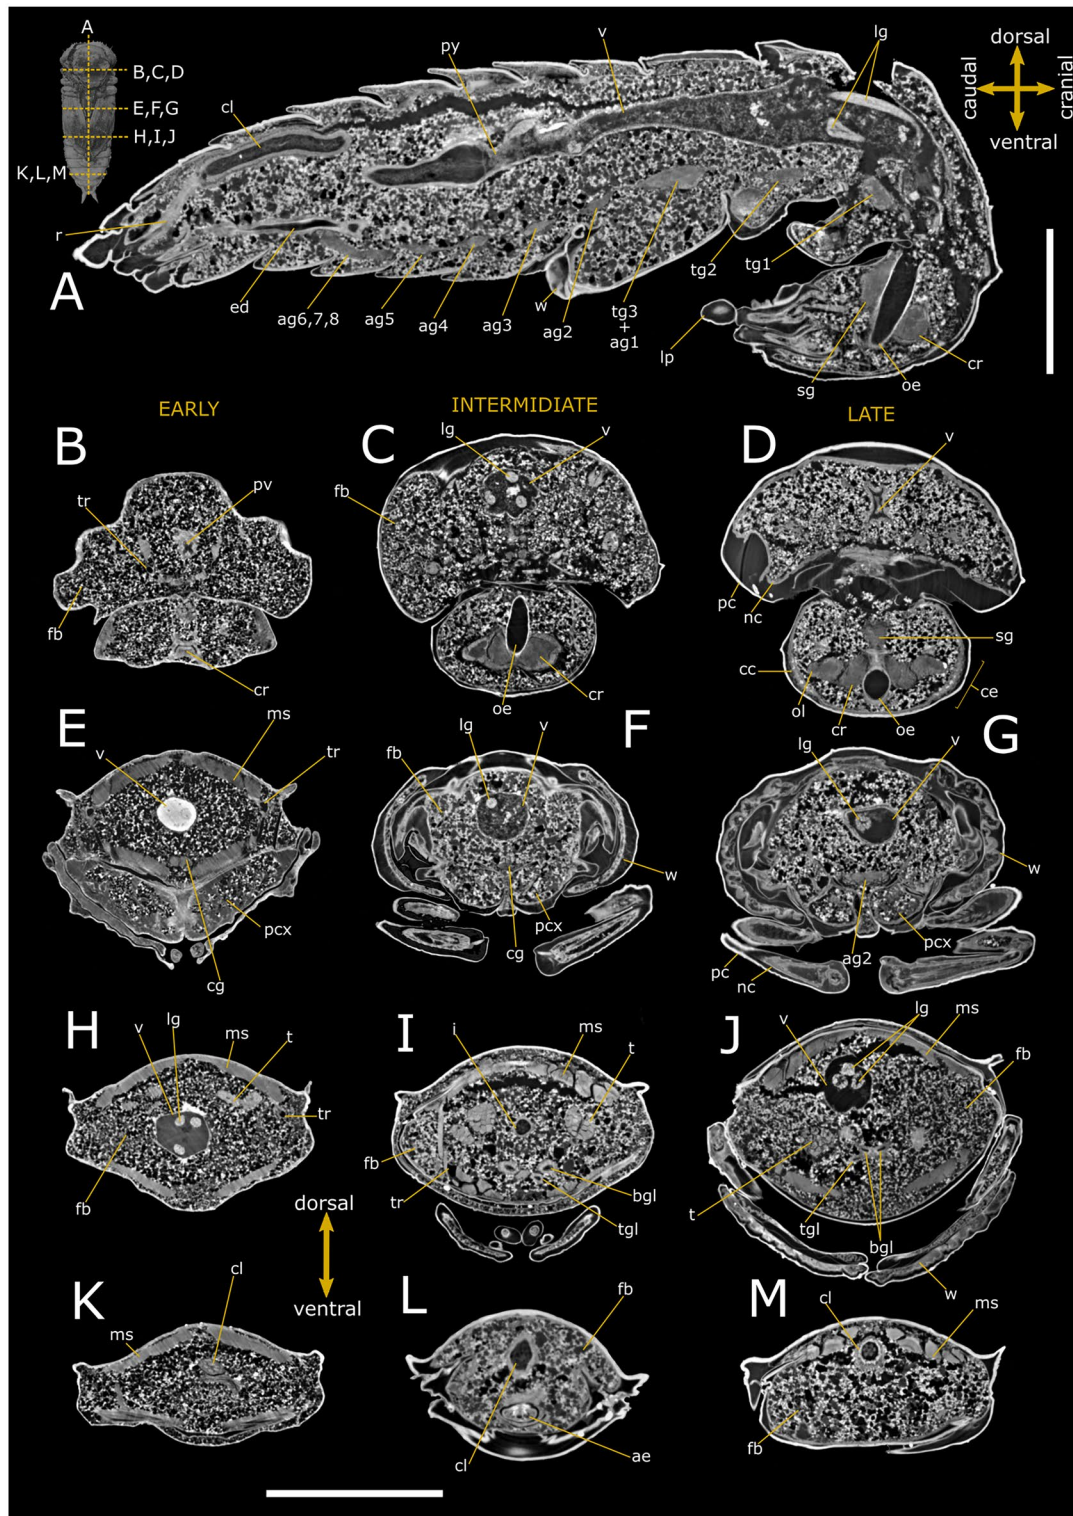 A
B,C,D
E,F,G
H,I,J
K,L,M
cl
py
v
lg
dorsal
caudal
cranial
ventral
r
A
ed
ag6,7,8
ag5
ag4
ag3
w
ag2
tg3
+
ag1
tg2
tg1
lp
sg
oe
cr
EARLY
INTERMIDIATE
LATE
B
tr
pv
fb
cr
C
lg
v
fb
oe
cr
D
v
pc
nc
sg
cc
ce
ol
cr
oe
E
ms
v
tr
pcx
cg
F
lg
v
fb
w
pcx
cg
G
lg
v
w
pcx
ag2
pc
nc
H
v
lg
ms
t
tr
fb
I
i
ms
t
fb
tr
bgl
tgl
J
v
lg
ms
fb
t
tgl
bgl
w
dorsal
ventral
K
cl
ms
L
fb
cl
ae
M
cl
ms
fb